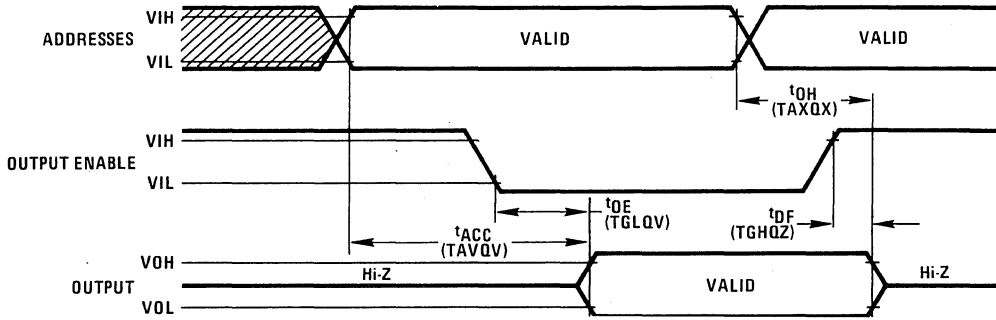 VIH
ADDRESSES
VALID
VALID
VIL
tOH
(TAXQX)
VIH
OUTPUT ENABLE
VIL
tOE
(TGLQV)
tDF
(TGHQZ)
tACC
(TAVQV)
VOH
Hi-Z
Hi-Z
OUTPUT
VALID
VOL